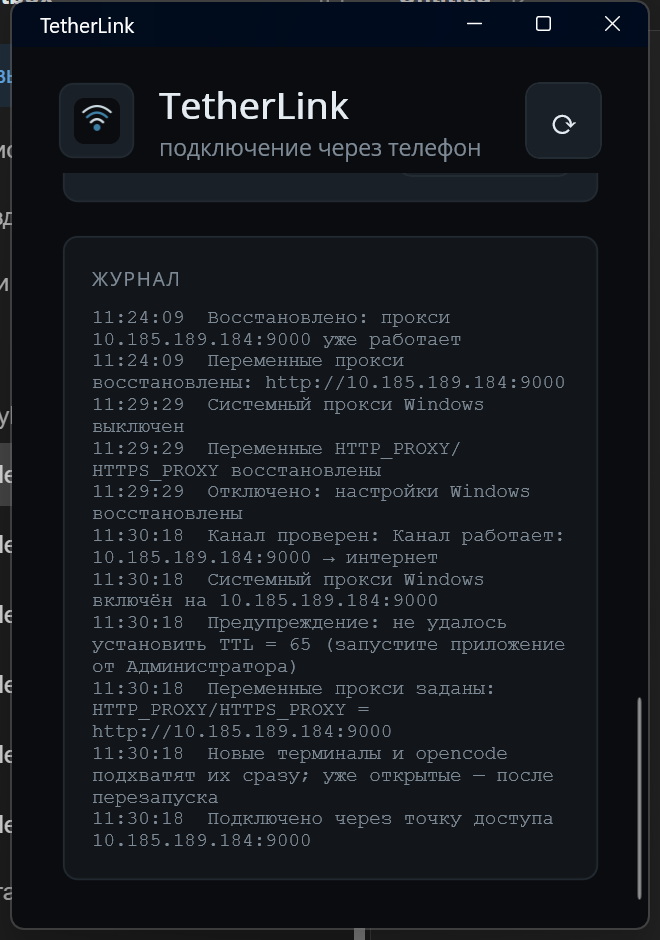 TetherLink
TetherLink
подключение через телефон
ЖУРНАЛ
11:24:09 Восстановлено: прокси
10.185.189.184:9000 уже работает
11:24:09 Переменные прокси
восстановлены: http://10.185.189.184:9000
11:29:29 Системный прокси Windows
выключен
11:29:29 Переменные HTTP_PROXY/
HTTPS_PROXY восстановлены
11:29:29 Отключено: настройки Windows
восстановлены
11:30:18 Канал проверен: Канал работает:
10.185.189.184:9000 → интернет
11:30:18 Системный прокси Windows
включён на 10.185.189.184:9000
11:30:18 Предупреждение: не удалось
установить TTL = 65 (запустите приложение
от Администратора)
11:30:18 Переменные прокси заданы:
HTTP_PROXY/HTTPS_PROXY =
http://10.185.189.184:9000
11:30:18 Новые терминалы и opencode
подхватят их сразу; уже открытые — после
перезапуска
11:30:18 Подключено через точку доступа
10.185.189.184:9000